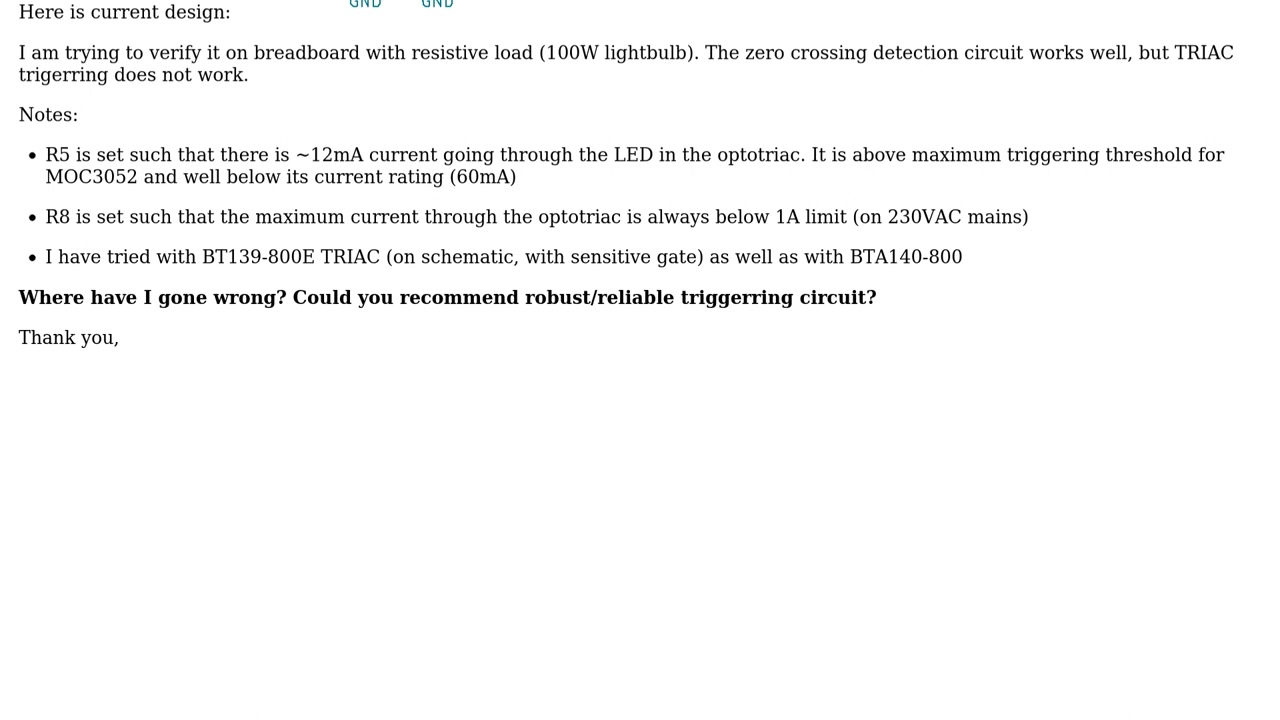 GND GND
Here is current design:
I am trying to verify it on breadboard with resistive load (100W lightbulb). The zero crossing detection circuit works well, but TRIAC
trigerring does not work.
Notes:
• R5 is set such that there is ~12mA current going through the LED in the optotriac. It is above maximum triggering threshold for
MOC3052 and well below its current rating (60mA)
• R8 is set such that the maximum current through the optotriac is always below 1A limit (on 230VAC mains)
• I have tried with BT139-800E TRIAC (on schematic, with sensitive gate) as well as with BTA140-800
Where have I gone wrong? Could you recommend robust/reliable triggerring circuit?
Thank you,